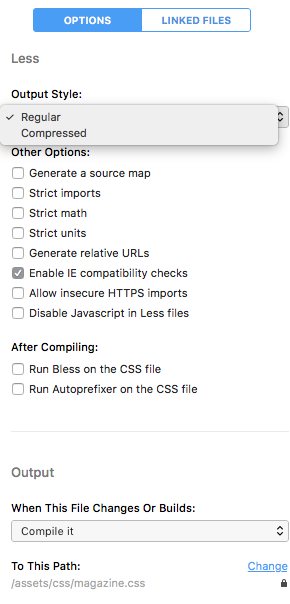 OPTIONS
LINKED FILES
Less
Output Style:
Regular
Compressed
Other Options:
Generate a source map
Strict imports
Strict math
Strict units
Generate relative URLs
Enable IE compatibility checks
Allow insecure HTTPS imports
Disable Javascript in Less files
After Compiling:
Run Bless on the CSS file
Run Autoprefixer on the CSS file
Output
When This File Changes Or Builds:
Compile it
To This Path:
Change
/assets/css/magazine.css